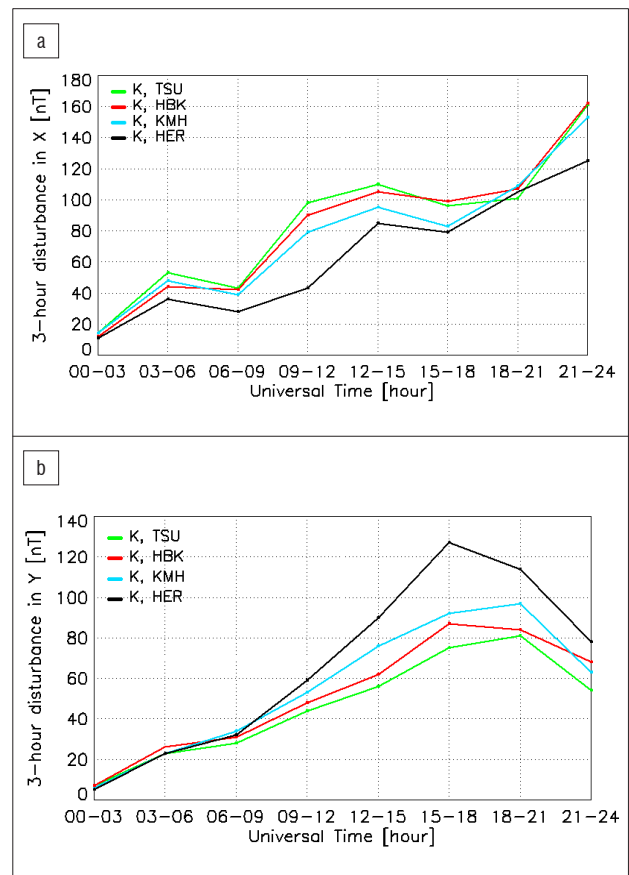 a
3-hour disturbance in X [nT]
180
160
140
120
100
80
60
40
20
0
K, TSU
K, HBK
K, KMH
K, HER
00-03 03-06 06-09 09-12 12-15 15-18 18-21 21-24
Universal Time [hour]
b
3-hour disturbance in Y [nT]
140
120
100
80
60
40
20
0
K, TSU
K, HBK
K, KMH
K, HER
00-03 03-06 06-09 09-12 12-15 15-18 18-21 21-24
Universal Time [hour]